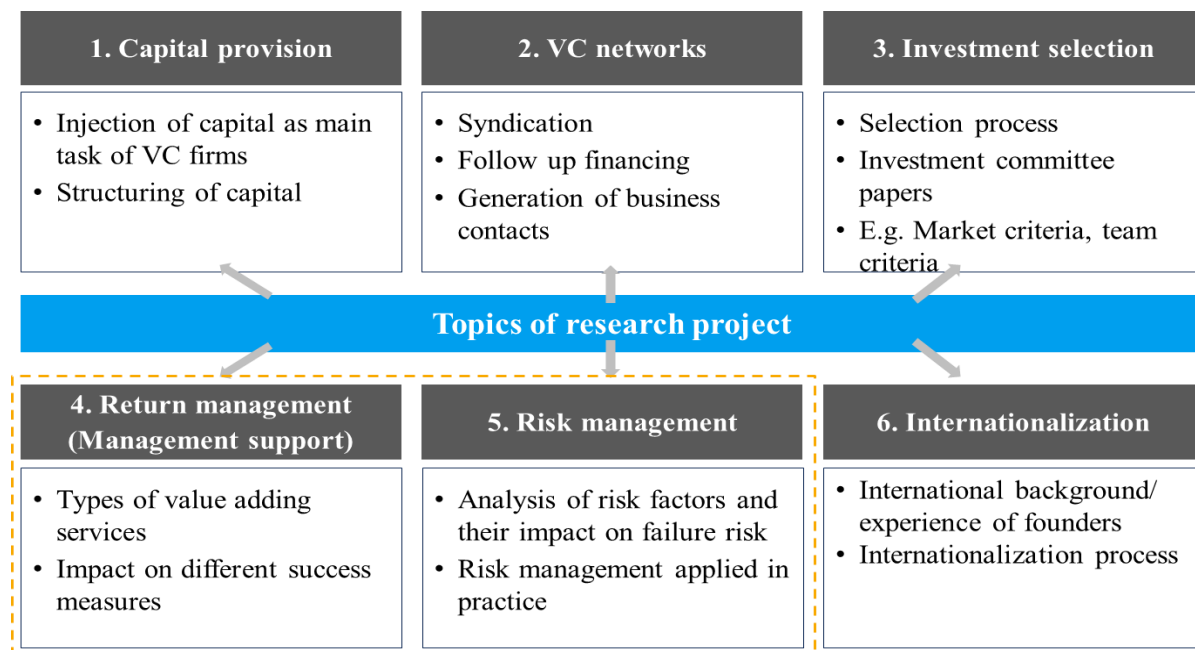 1. Capital provision
• Injection of capital as main
task of VC firms
• Structuring of capital
2. VC networks
• Syndication
• Follow up financing
• Generation of business
contacts
3. Investment selection
• Selection process
• Investment committee
papers
• E.g. Market criteria, team
criteria
Topics of research project
4. Return management
(Management support)
• Types of value adding
services
• Impact on different success
measures
5. Risk management
• Analysis of risk factors and
their impact on failure risk
• Risk management applied in
practice
6. Internationalization
• International background/
experience of founders
• Internationalization process